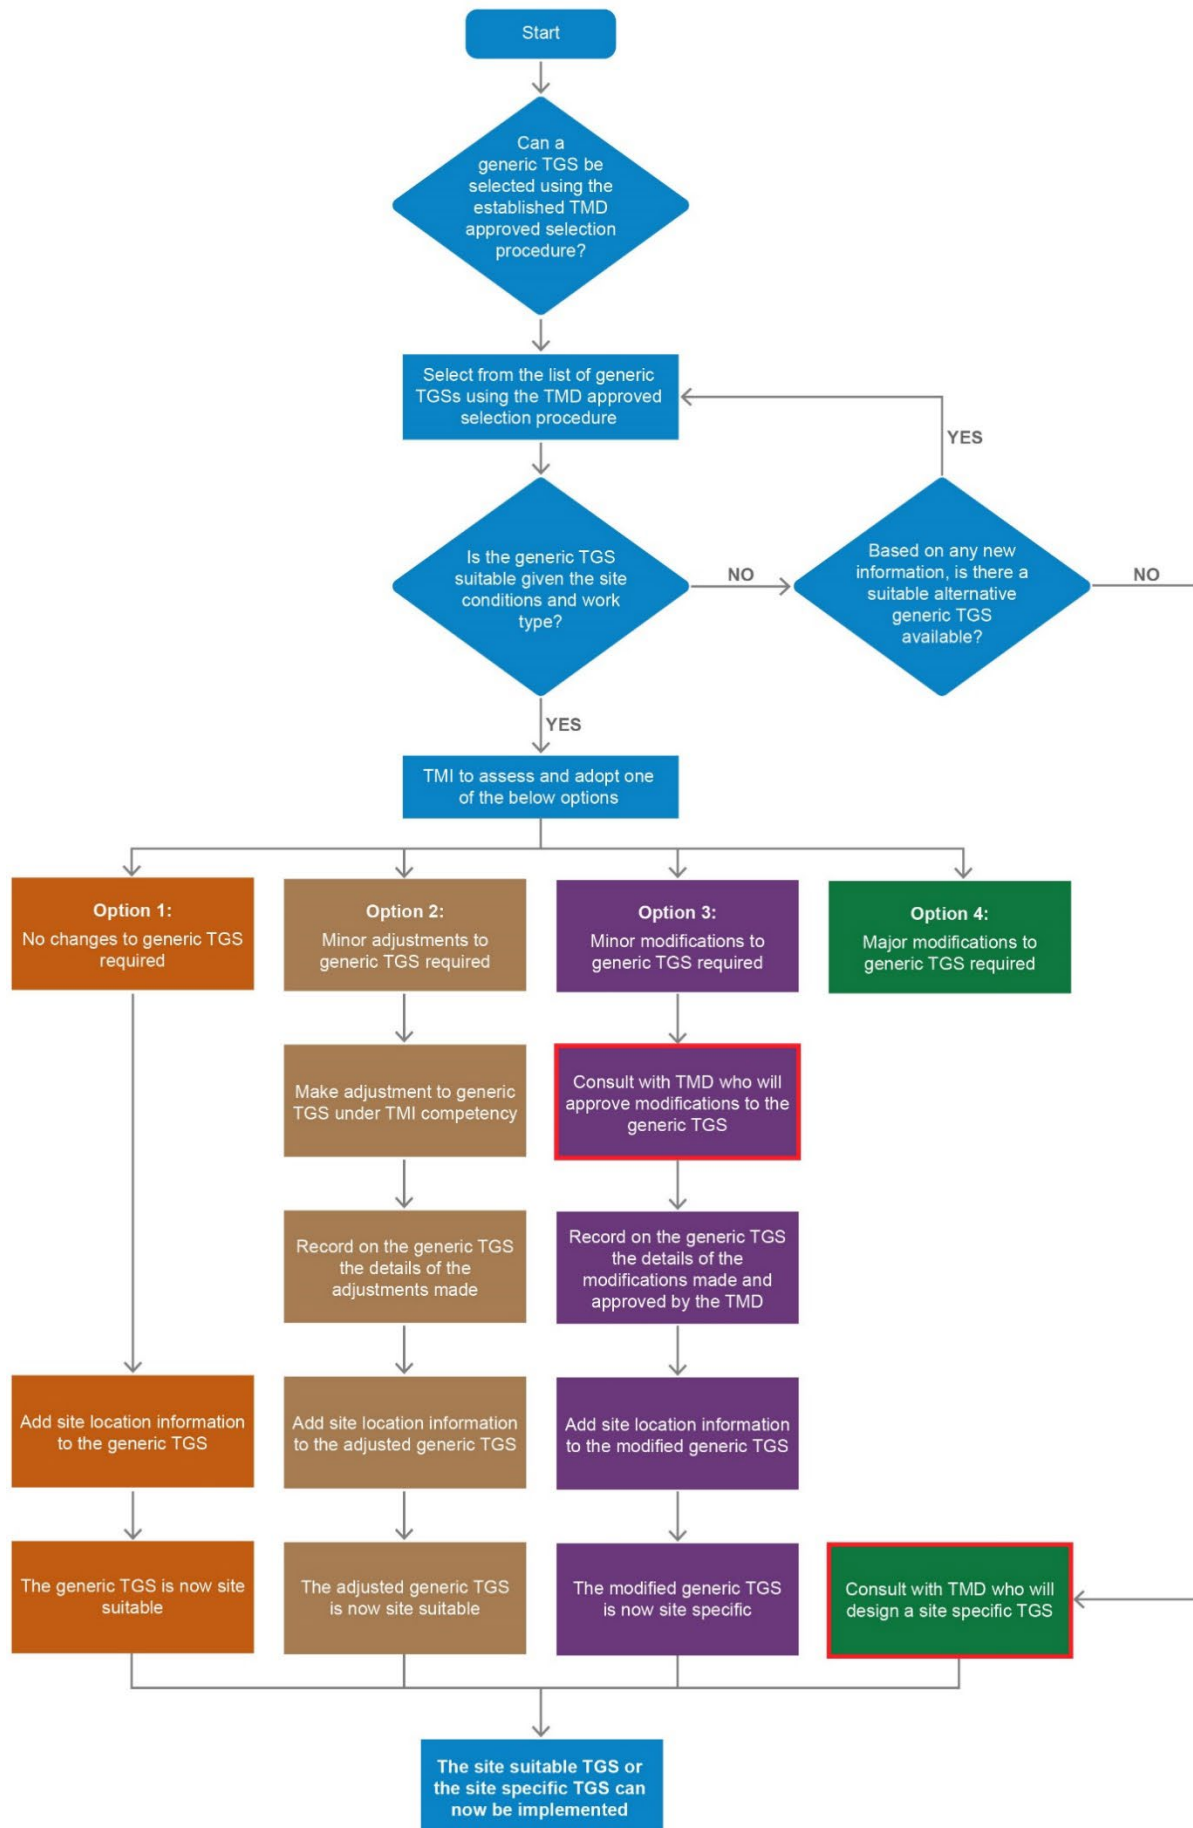 Start
Can a
generic TGS be
selected using the
established TMD
approved selection
procedure?
Select from the list of generic
TGSs using the TMD approved
selection procedure
YES
Is the generic TGS
suitable given the site
conditions and work
type?
NO
Based on any new
information, is there a
suitable alternative
generic TGS
available?
NO
YES
TMI to assess and adopt one
of the below options
Option 1:
No changes to generic TGS
required
Option 2:
Minor adjustments to
generic TGS required
Option 3:
Minor modifications to
generic TGS required
Option 4:
Major modifications to
generic TGS required
Make adjustment to generic
TGS under TMI competency
Consult with TMD who will
approve modifications to the
generic TGS
Record on the generic TGS
the details of the
adjustments made
Record on the generic TGS
the details of the
modifications made and
approved by the TMD
Add site location information
to the generic TGS
Add site location information
to the adjusted generic TGS
Add site location information
to the modified generic TGS
The generic TGS is now site
suitable
The adjusted generic TGS
is now site suitable
The modified generic TGS
is now site specific
Consult with TMD who will
design a site specific TGS
The site suitable TGS or
the site specific TGS can
now be implemented